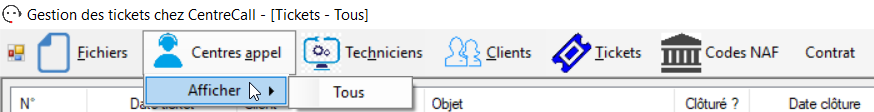 Gestion des tickets chez CentreCall - [Tickets - Tous]
Fichiers Centres appel Techniciens Clients Tickets Codes NAF Contrat
Afficher Tous
N° Date ticket Client Objet Clôturé ? Date clôture